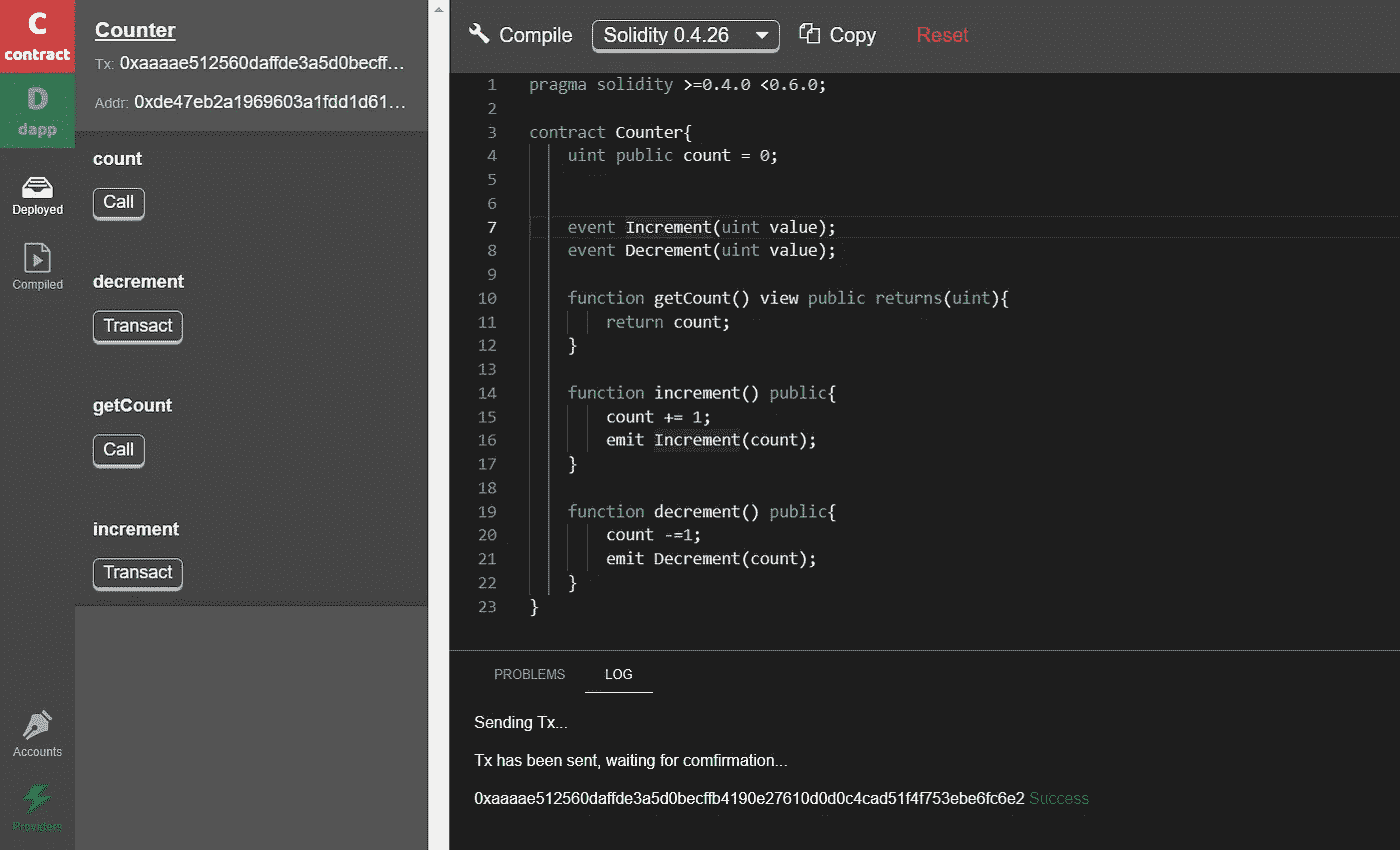 C
contract
D
dapp
Deployed
Compiled
Accounts
Providers
Counter
Tx: 0xaaaae512560daffde3a5d0becff...
Addr: 0xde47eb2a1969603a1fdd1d61...
count
Call
decrement
Transact
getCount
Call
increment
Transact
Compile
Solidity 0.4.26
Copy
Reset
1 pragma solidity >=0.4.0 <0.6.0;
2
3 contract Counter{
4 uint public count = 0;
5
6
7 event Increment(uint value);
8 event Decrement(uint value);
9
10 function getCount() view public returns(uint){
11 return count;
12 }
13
14 function increment() public{
15 count += 1;
16 emit Increment(count);
17 }
18
19 function decrement() public{
20 count -=1;
21 emit Decrement(count);
22 }
23 }
PROBLEMS
LOG
Sending Tx...
Tx has been sent, waiting for comfirmation...
0xaaaae512560daffde3a5d0becffb4190e27610d0d0c4cad51f4f753ebe6fc6e2 Success